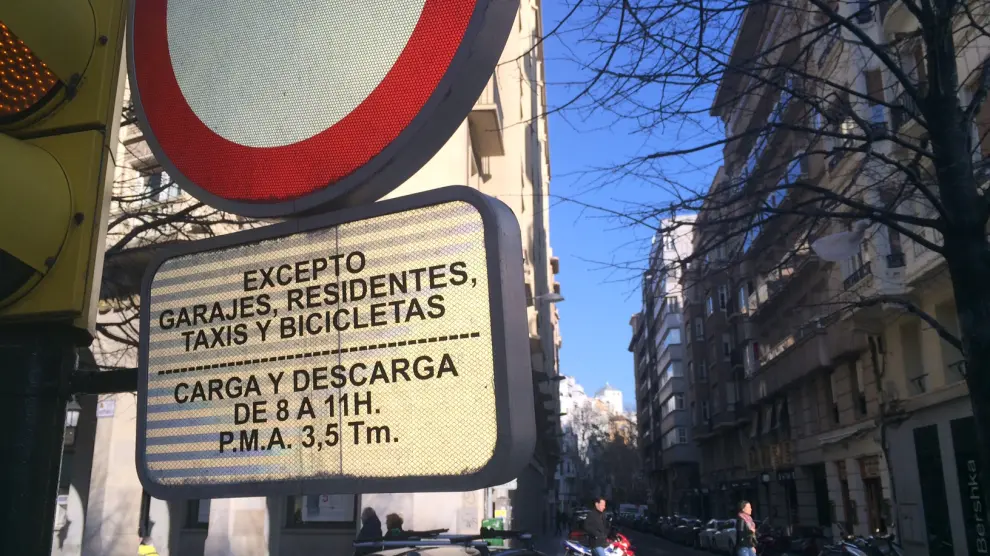 EXCEPTO
GARAJES, RESIDENTES,
TAXIS Y BICICLETAS
CARGA Y DESCARGA
DE 8 A 11H.
P.M.A. 3,5 Tm.
Bershka